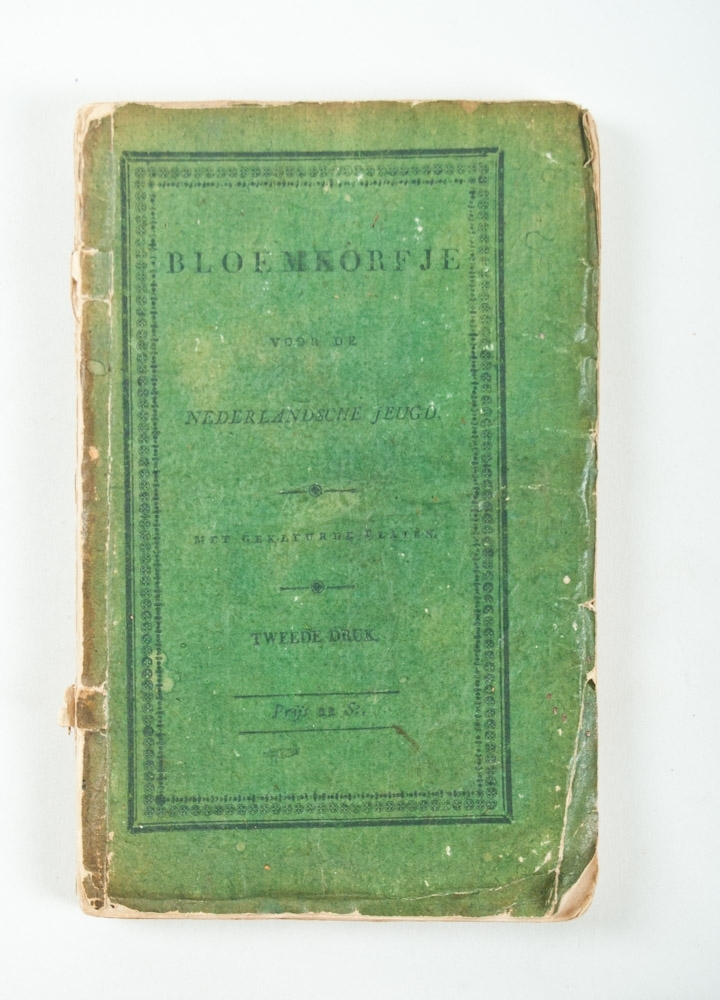 BLOEMKORFJE
VOOR DE
NEDERLANDSCHE JEUGD.
MET GEKLEURDE PLATEN.
TWEEDE DRUK.
Prijs 22 St.